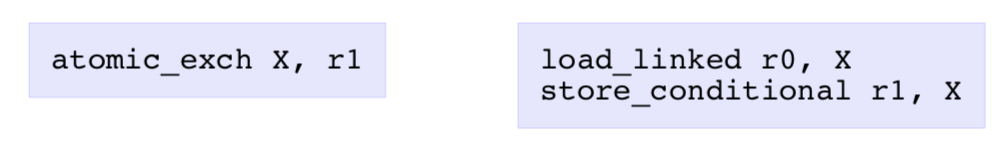 atomic_exch X, r1
load_linked r0, X
store_conditional r1, X